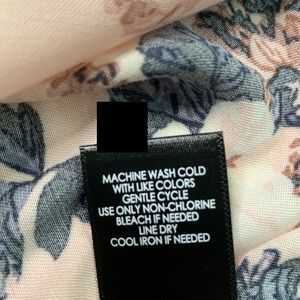 MACHINE WASH COLD
WITH LIKE COLORS
GENTLE CYCLE
USE ONLY NON-CHLORINE
BLEACH IF NEEDED
LINE DRY
COOL IRON IF NEEDED